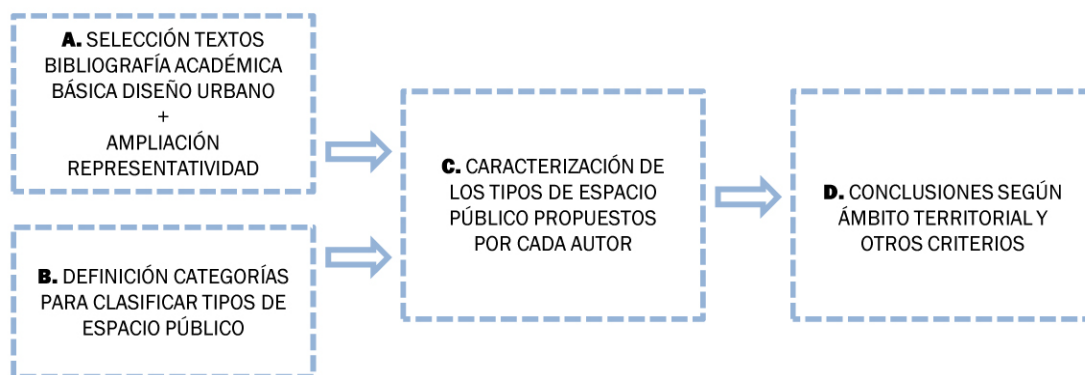 A. SELECCIÓN TEXTOS
BIBLIOGRAFÍA ACADÉMICA
BÁSICA DISEÑO URBANO
+
AMPLIACIÓN
REPRESENTATIVIDAD
B. DEFINICIÓN CATEGORÍAS
PARA CLASIFICAR TIPOS DE
ESPACIO PÚBLICO
C. CARACTERIZACIÓN DE
LOS TIPOS DE ESPACIO
PÚBLICO PROPUESTOS
POR CADA AUTOR
D. CONCLUSIONES SEGÚN
ÁMBITO TERRITORIAL Y
OTROS CRITERIOS